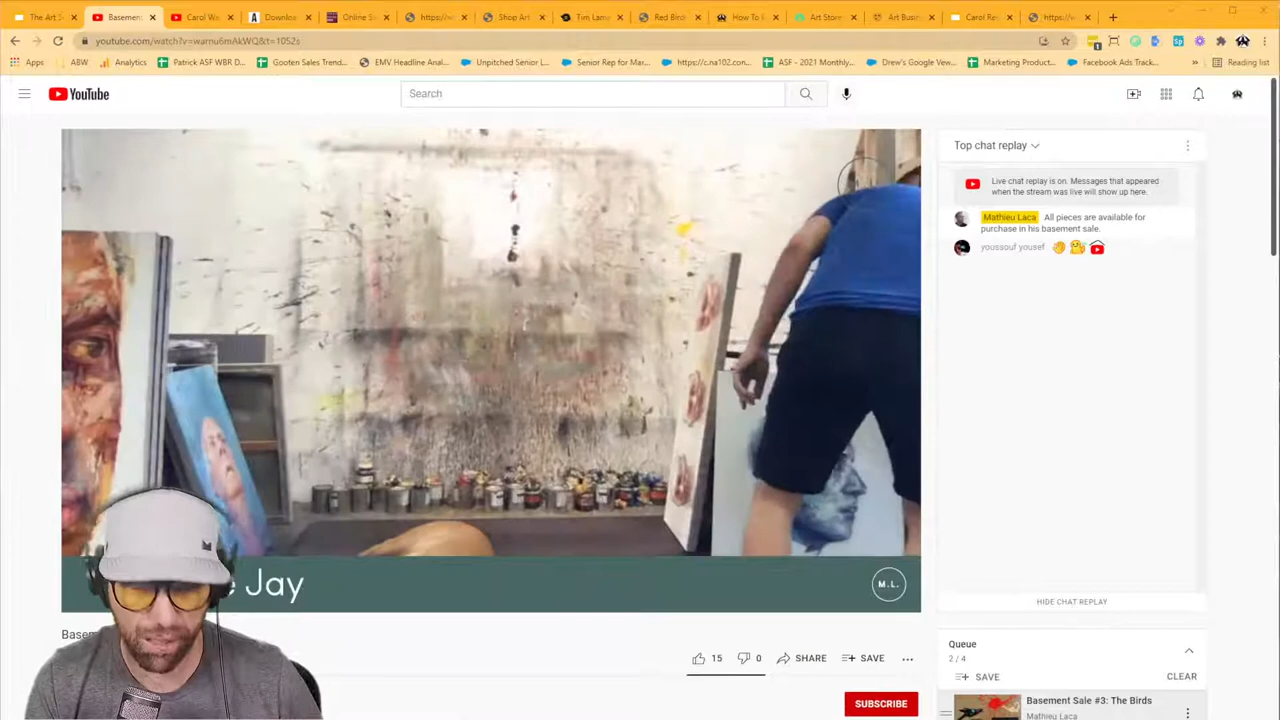 The Art S
Basement
Carol Wa
Downloa
Online St
https://w
Shop Art
Tim Lama
Red Bird
How To P
Art Store
Art Busi
Carol Re
https://w
youtube.com/watch?v=warnu6mAkWQ&t=1052s
Apps
ABW
Analytics
Patrick ASF WBR D...
Gooten Sales Trend...
EMV Headline Anal...
Unpitched Senior L...
Senior Rep for Mar...
https://c.na102.con...
ASF - 2021 Monthly...
Drew's Google Vew...
Marketing Product...
Facebook Ads Track...
»
Reading list
YouTube
Search
Top chat replay
Live chat replay is on. Messages that appeared
when the stream was live will show up here.
Mathieu Laca All pieces are available for
purchase in his basement sale.
youssouf yousef
Jay
M.L.
HIDE CHAT REPLAY
15
0
SHARE
SAVE
SUBSCRIBE
Queue
2 / 4
SAVE
CLEAR
Basement Sale #3: The Birds
Mathieu Laca